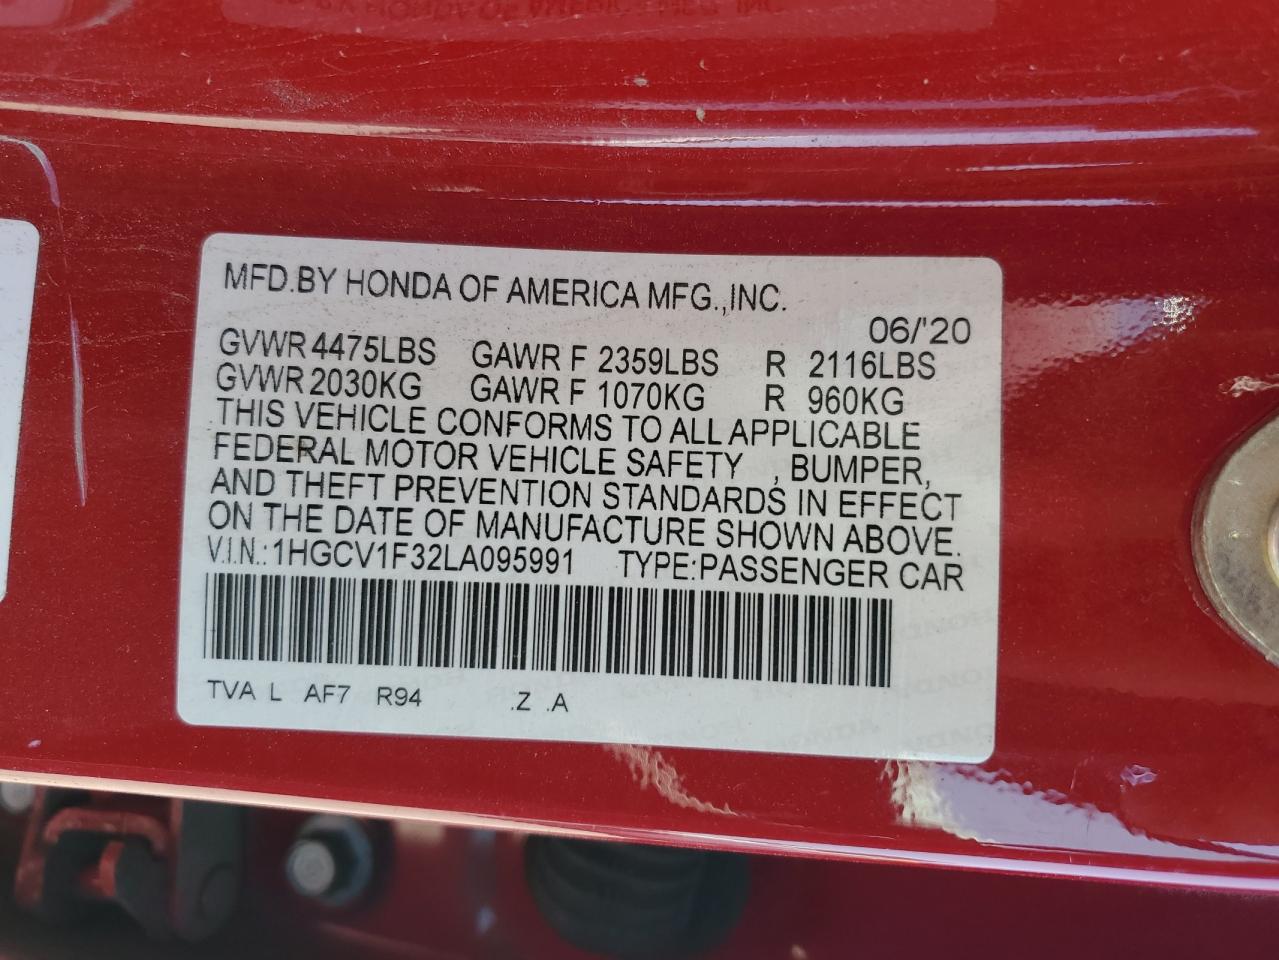 MFD.BY HONDA OF AMERICA MFG.,INC.
06/'20
GVWR 4475LBS GAWR F 2359LBS R 2116LBS
GVWR 2030KG GAWR F 1070KG R 960KG
THIS VEHICLE CONFORMS TO ALL APPLICABLE
FEDERAL MOTOR VEHICLE SAFETY , BUMPER,
AND THEFT PREVENTION STANDARDS IN EFFECT
ON THE DATE OF MANUFACTURE SHOWN ABOVE.
V.I.N.:1HGCV1F32LA095991 TYPE:PASSENGER CAR
TVA L AF7 R94 .Z .A